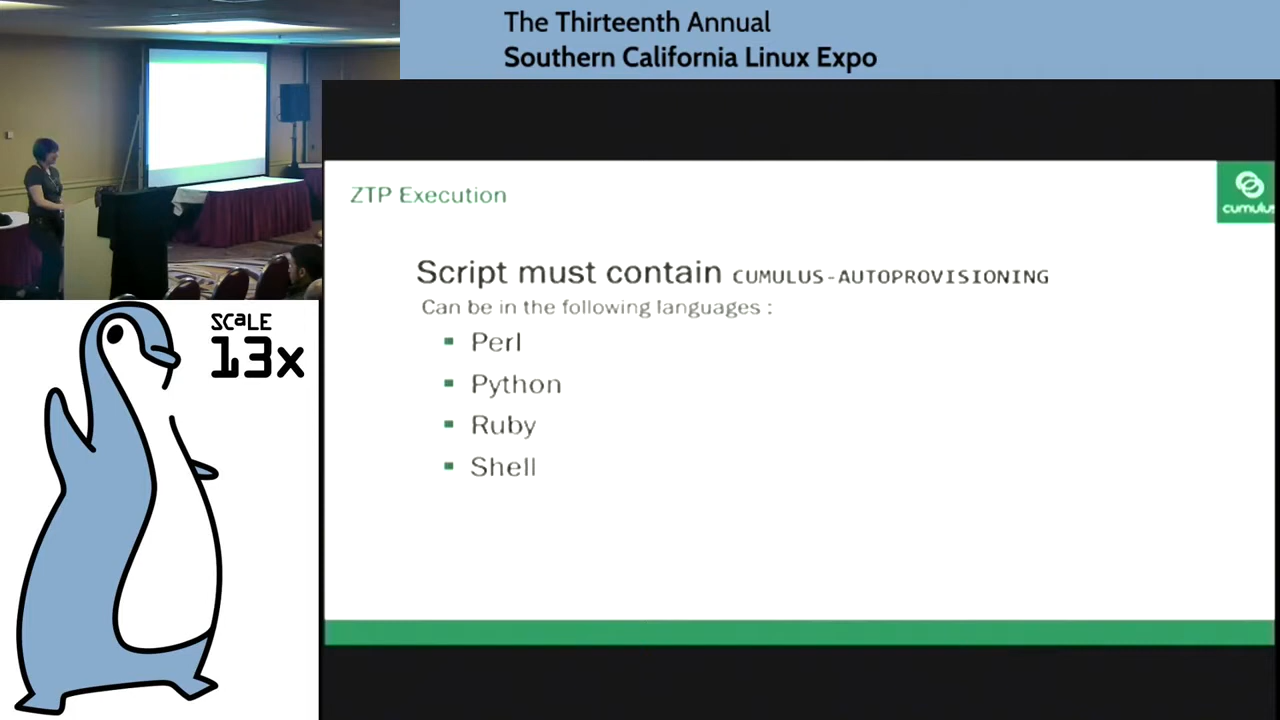 The Thirteenth Annual
Southern California Linux Expo
ZTP Execution
cumulus
Script must contain CUMULUS-AUTOPROVISIONING
Can be in the following languages :
Perl
Python
Ruby
Shell
SCaLE
13x